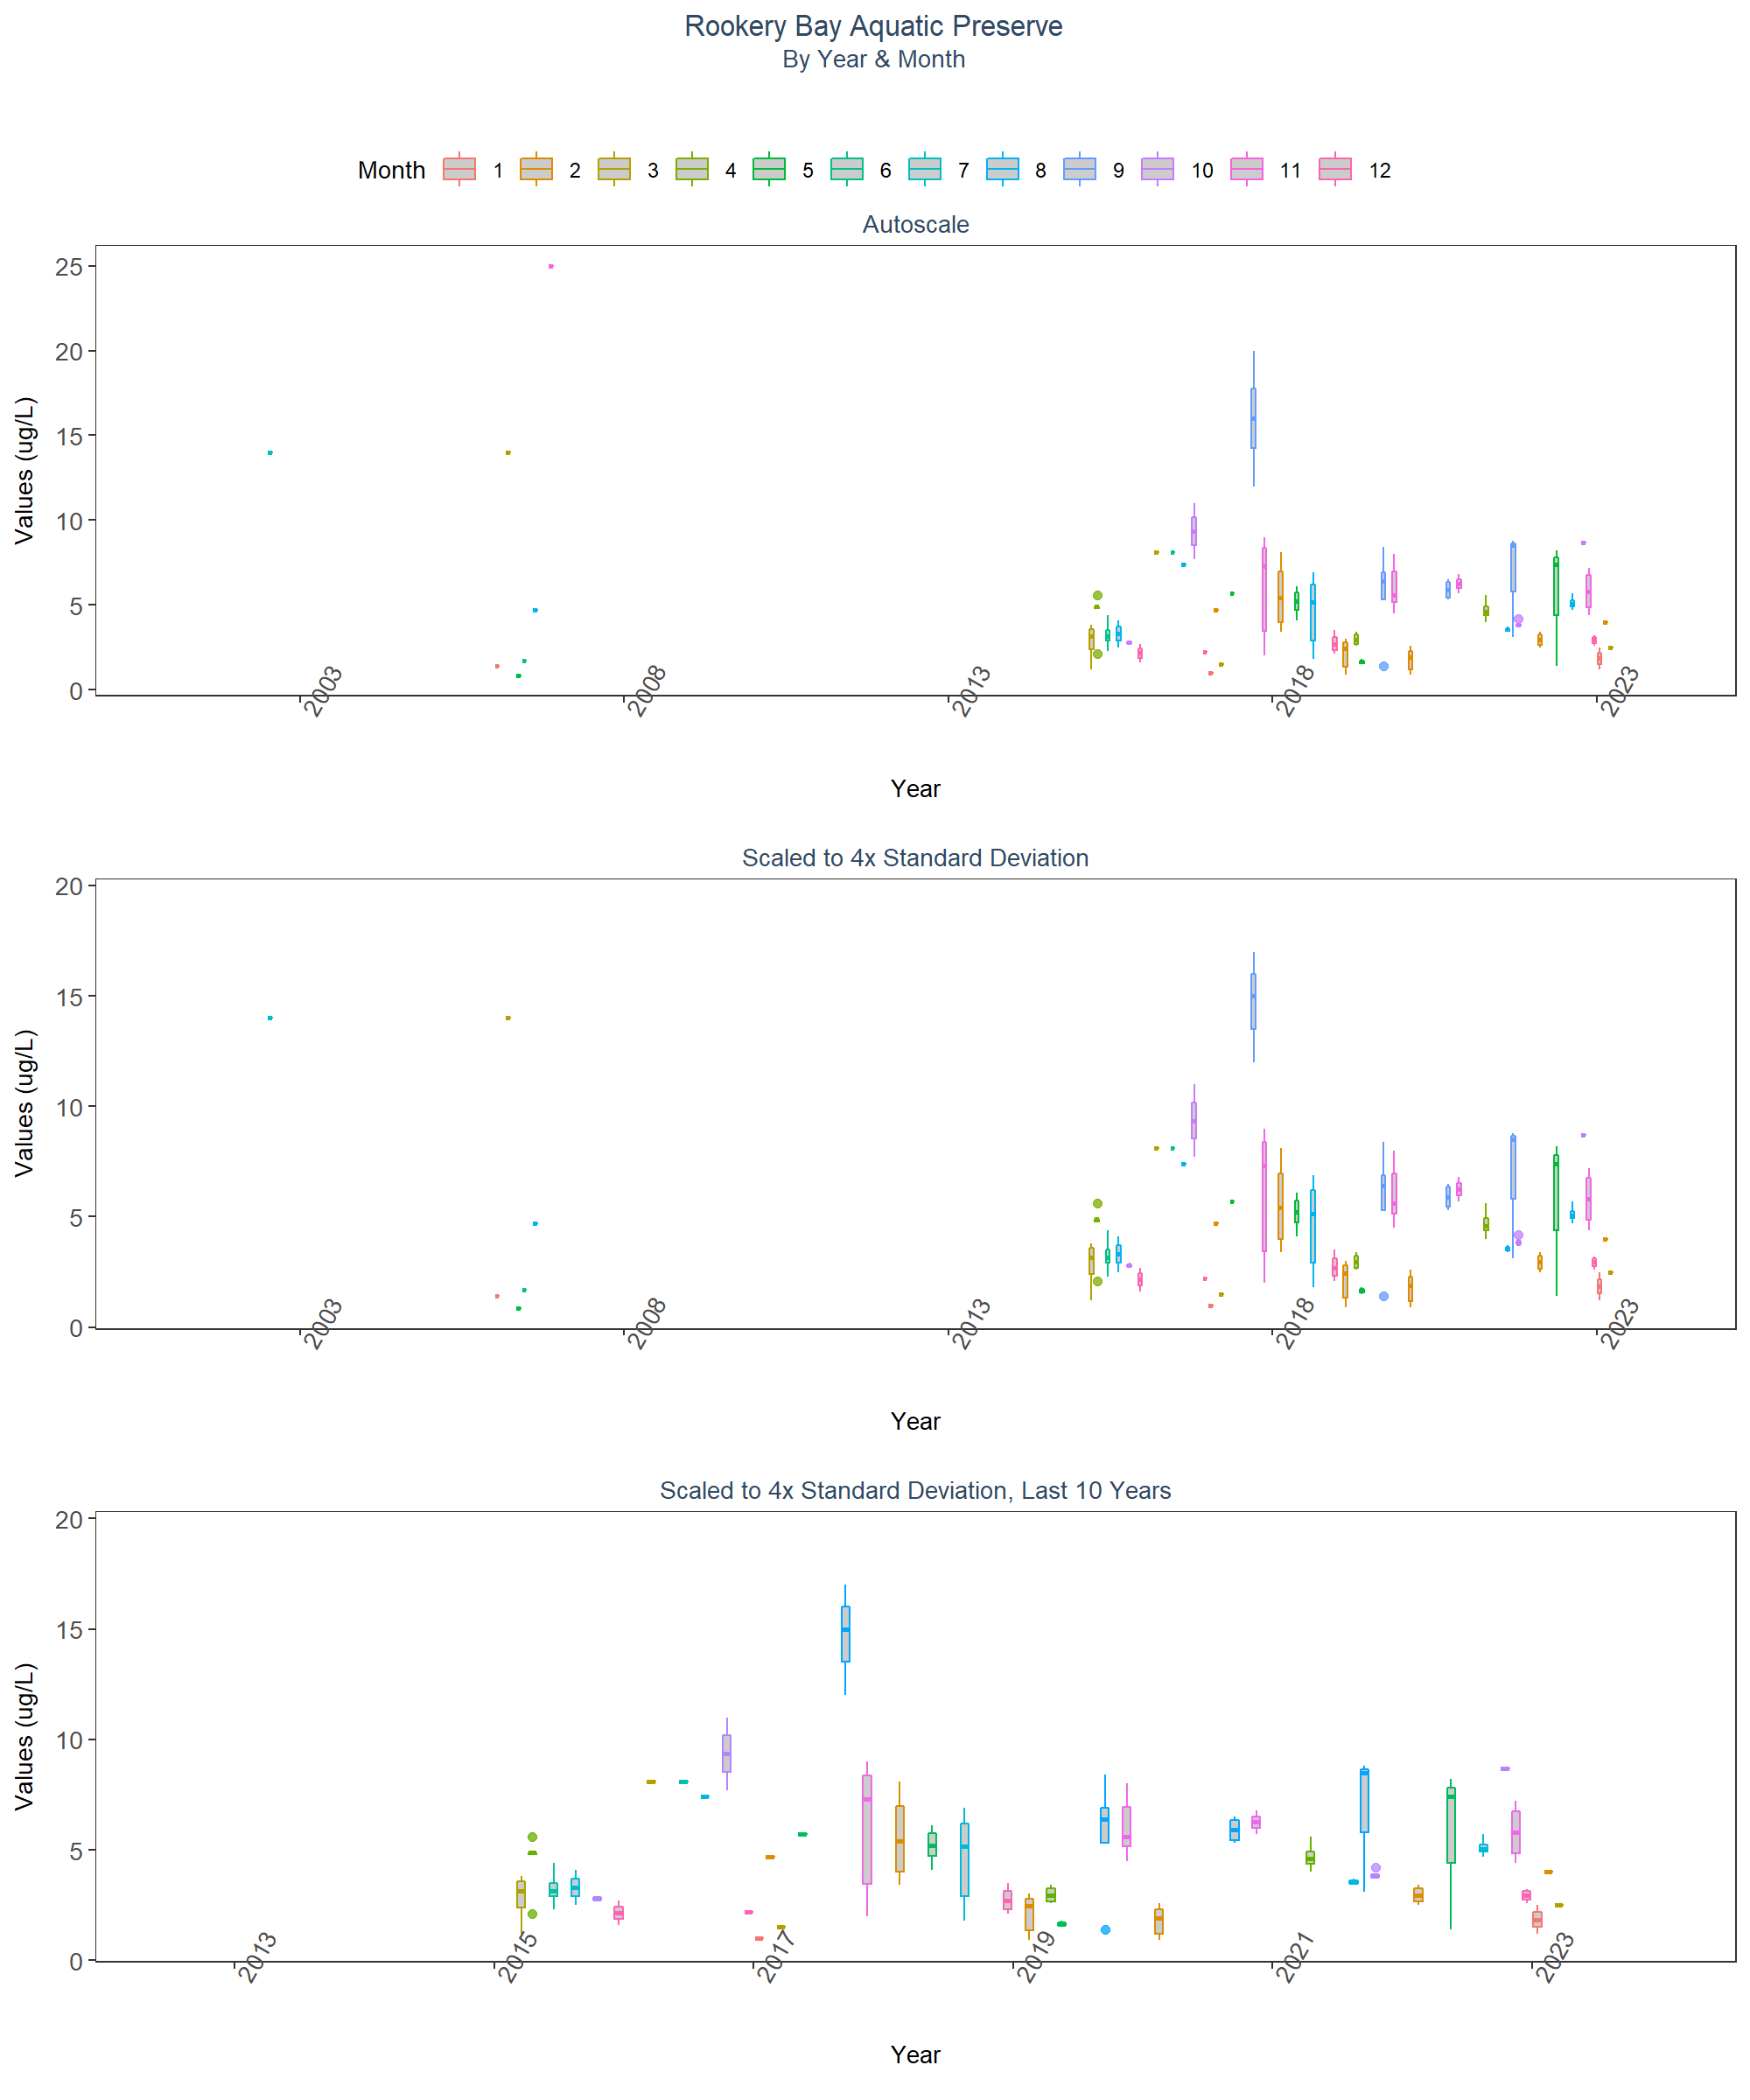 Rookery Bay Aquatic Preserve
By Year & Month
Month 1 2 3 4 5 6 7 8 9 10 11 12
Autoscale
Values (ug/L)
25
20
15
10
5
0
2003 2008 2013 2018 2023
Year
Scaled to 4x Standard Deviation
Values (ug/L)
20
15
10
5
0
2003 2008 2013 2018 2023
Year
Scaled to 4x Standard Deviation, Last 10 Years
Values (ug/L)
20
15
10
5
0
2013 2015 2017 2019 2021 2023
Year